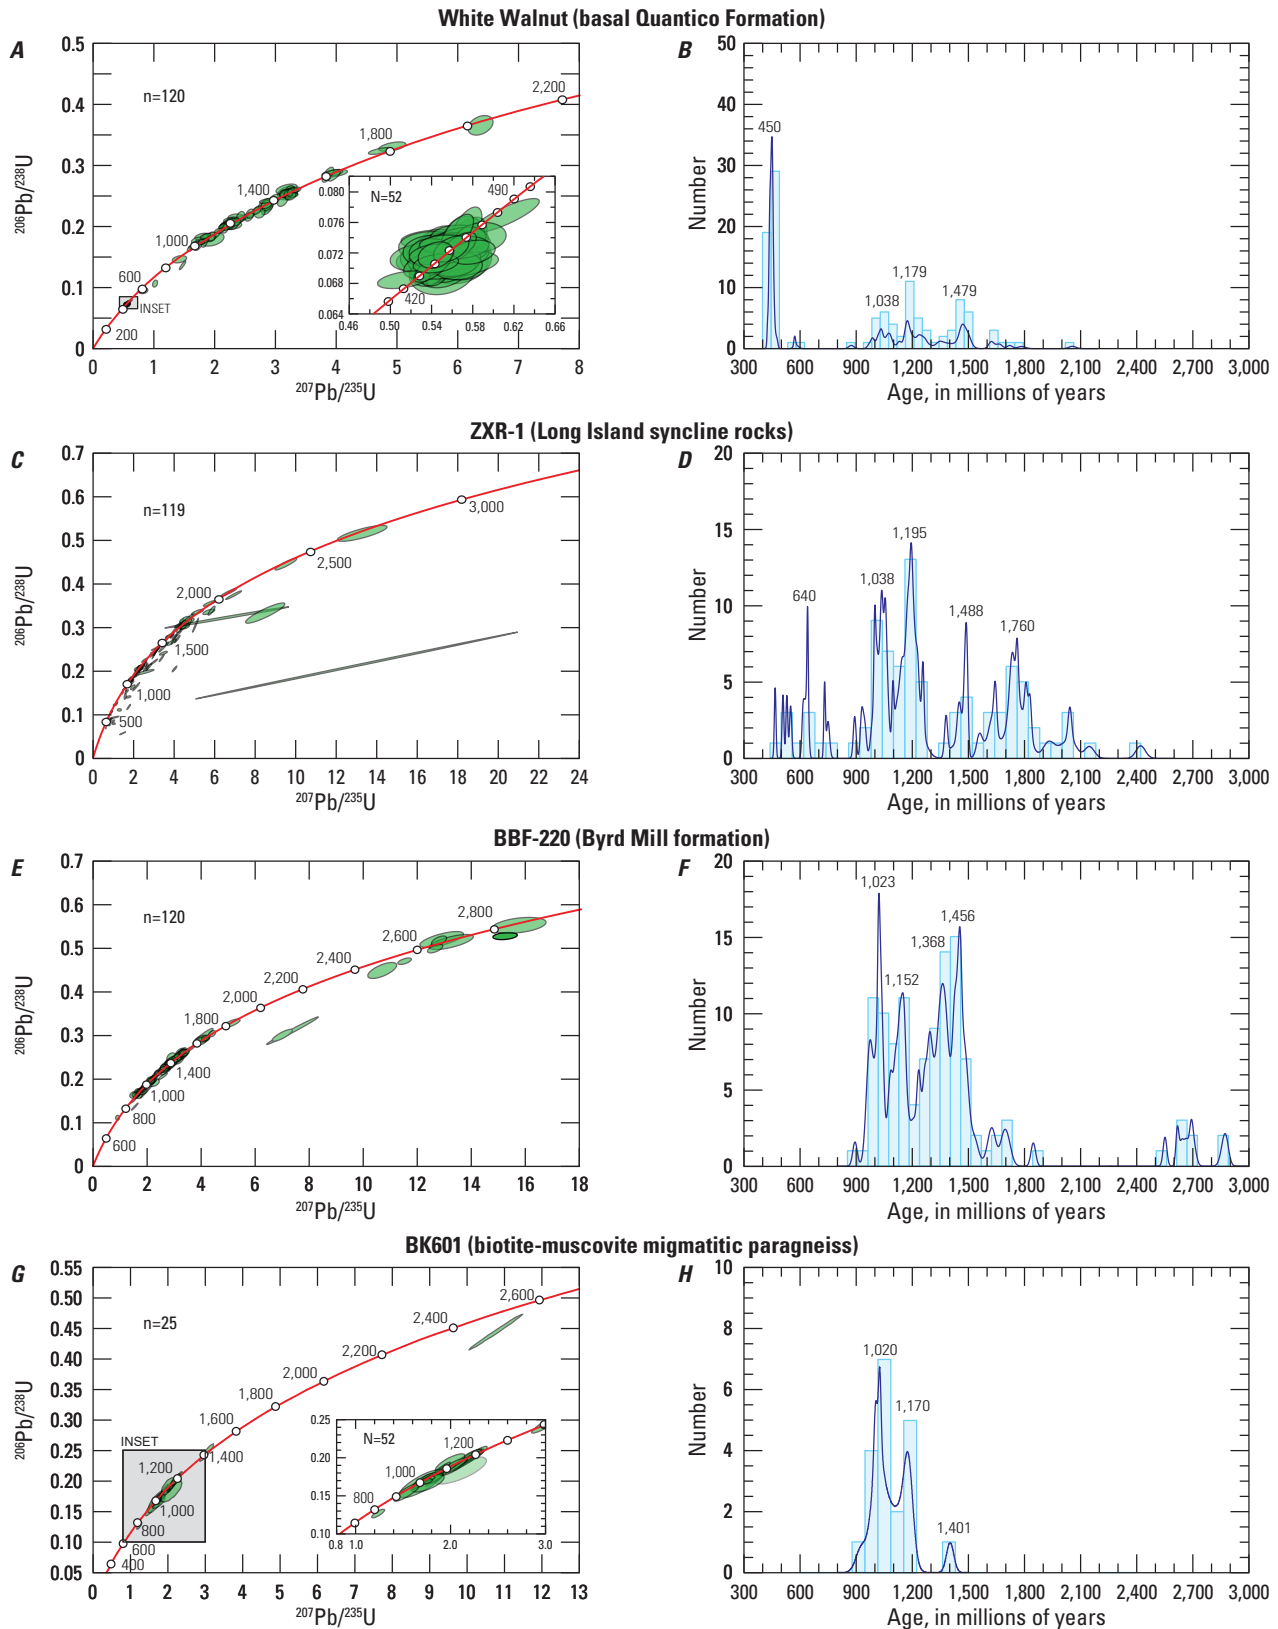 White Walnut (basal Quantico Formation)
A
0.5
0.4
0.3
0.2
0.1
0
206Pb/238U
n=120
2,200
1,800
1,400
1,000
600
200
INSET
0.080
0.076
0.072
0.068
0.064
N=52
490
420
0.46
0.50
0.54
0.58
0.62
0.66
0 1 2 3 4 5 6 7 8
207Pb/235U
B
50
40
30
20
10
0
Number
450
1,038
1,179
1,479
300 600 900 1,200 1,500 1,800 2,100 2,400 2,700 3,000
Age, in millions of years
ZXR-1 (Long Island syncline rocks)
C
0.7
0.6
0.5
0.4
0.3
0.2
0.1
0
206Pb/238U
n=119
3,000
2,500
2,000
1,500
1,000
500
0 2 4 6 8 10 12 14 16 18 20 22 24
207Pb/235U
D
20
15
10
5
0
Number
640
1,038
1,195
1,488
1,760
300 600 900 1,200 1,500 1,800 2,100 2,400 2,700 3,000
Age, in millions of years
BBF-220 (Byrd Mill formation)
E
0.7
0.6
0.5
0.4
0.3
0.2
0.1
0
206Pb/238U
n=120
2,800
2,600
2,400
2,200
2,000
1,800
1,400
1,000
800
600
0 2 4 6 8 10 12 14 16 18
207Pb/235U
F
20
15
10
5
0
Number
1,023
1,152
1,368
1,456
300 600 900 1,200 1,500 1,800 2,100 2,400 2,700 3,000
Age, in millions of years
BK601 (biotite-muscovite migmatitic paragneiss)
G
0.55
0.50
0.45
0.40
0.35
0.30
0.25
0.20
0.15
0.10
0.05
206Pb/238U
n=25
2,600
2,400
2,200
2,000
1,800
1,600
1,400
INSET
1,200
1,000
800
600
400
0.25
0.20
0.15
0.10
N=52
1,200
1,000
800
0.8 1.0 2.0 3.0
0 1 2 3 4 5 6 7 8 9 10 11 12 13
207Pb/235U
H
10
8
6
4
2
0
Number
1,020
1,170
1,401
300 600 900 1,200 1,500 1,800 2,100 2,400 2,700 3,000
Age, in millions of years